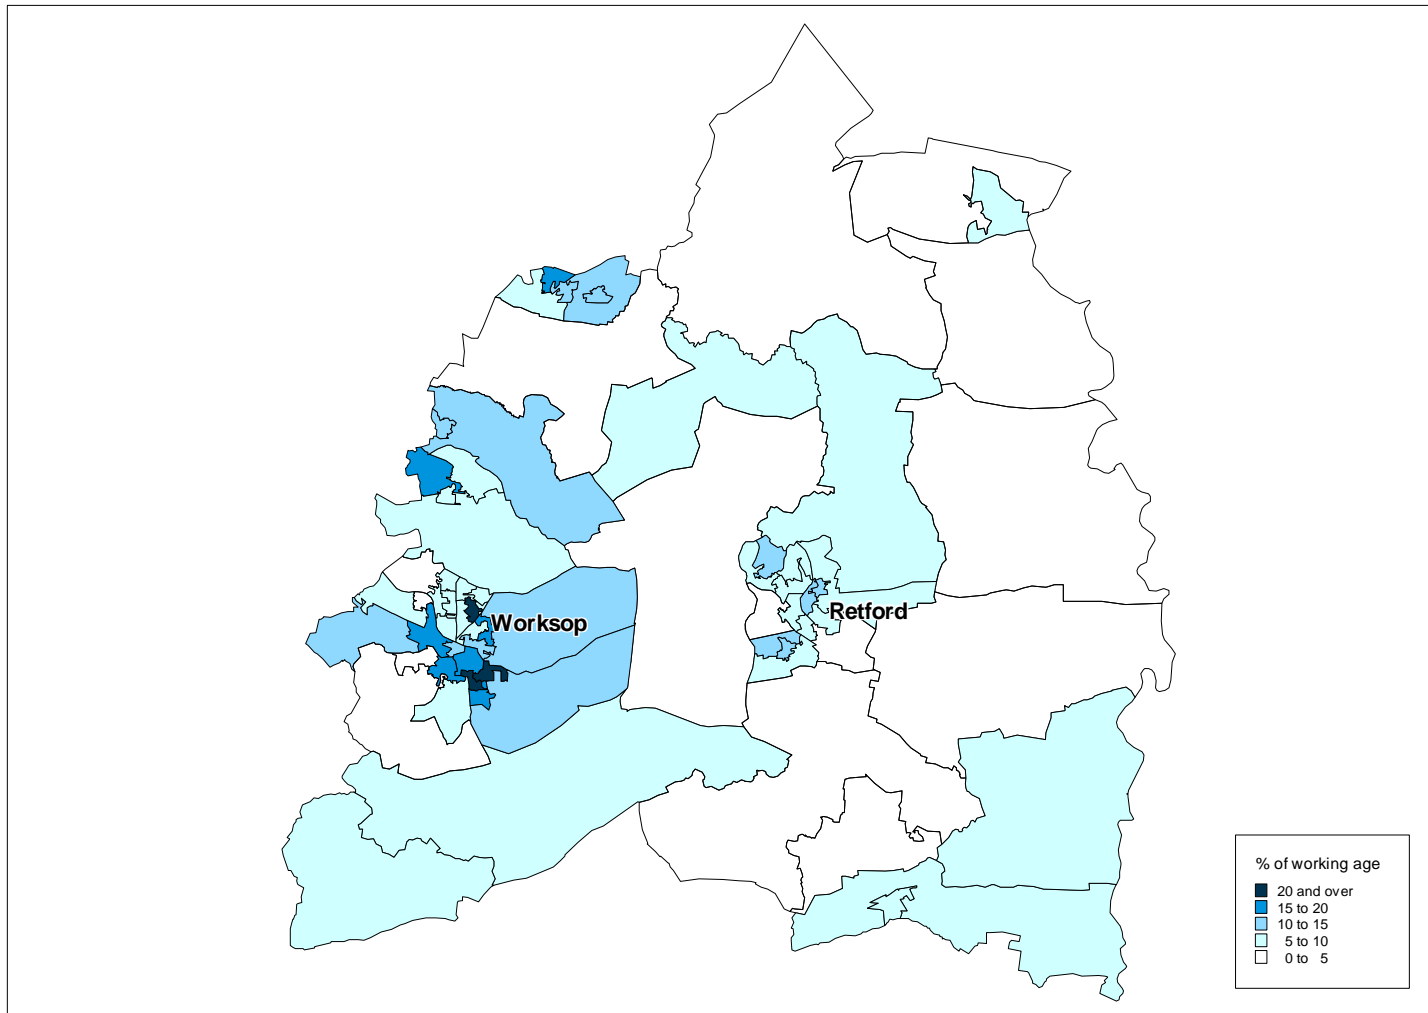 Worksop
Retford
% of working age
20 and over
15 to 20
10 to 15
5 to 10
0 to 5